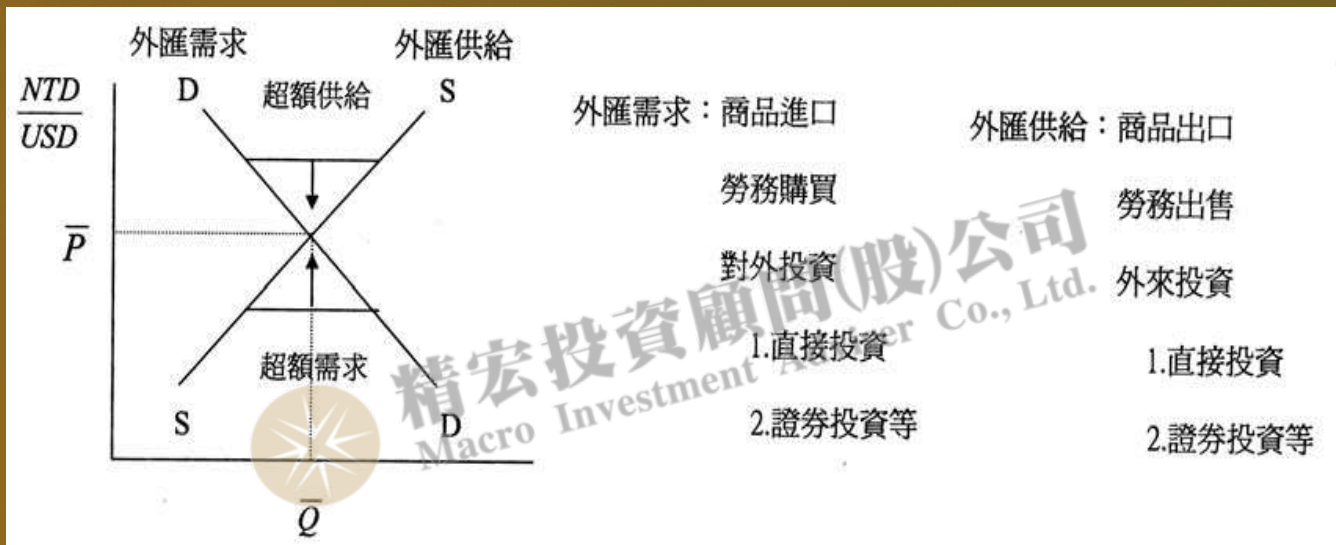 外匯需求
外匯供給
NTD
USD
D
超額供給
S
P
超額需求
S
D
Q
外匯需求：商品進口
勞務購買
對外投資
1.直接投資
2.證券投資等
外匯供給：商品出口
勞務出售
外來投資
1.直接投資
2.證券投資等
精宏投資顧問(股)公司
Macro Investment Adviser Co., Ltd.